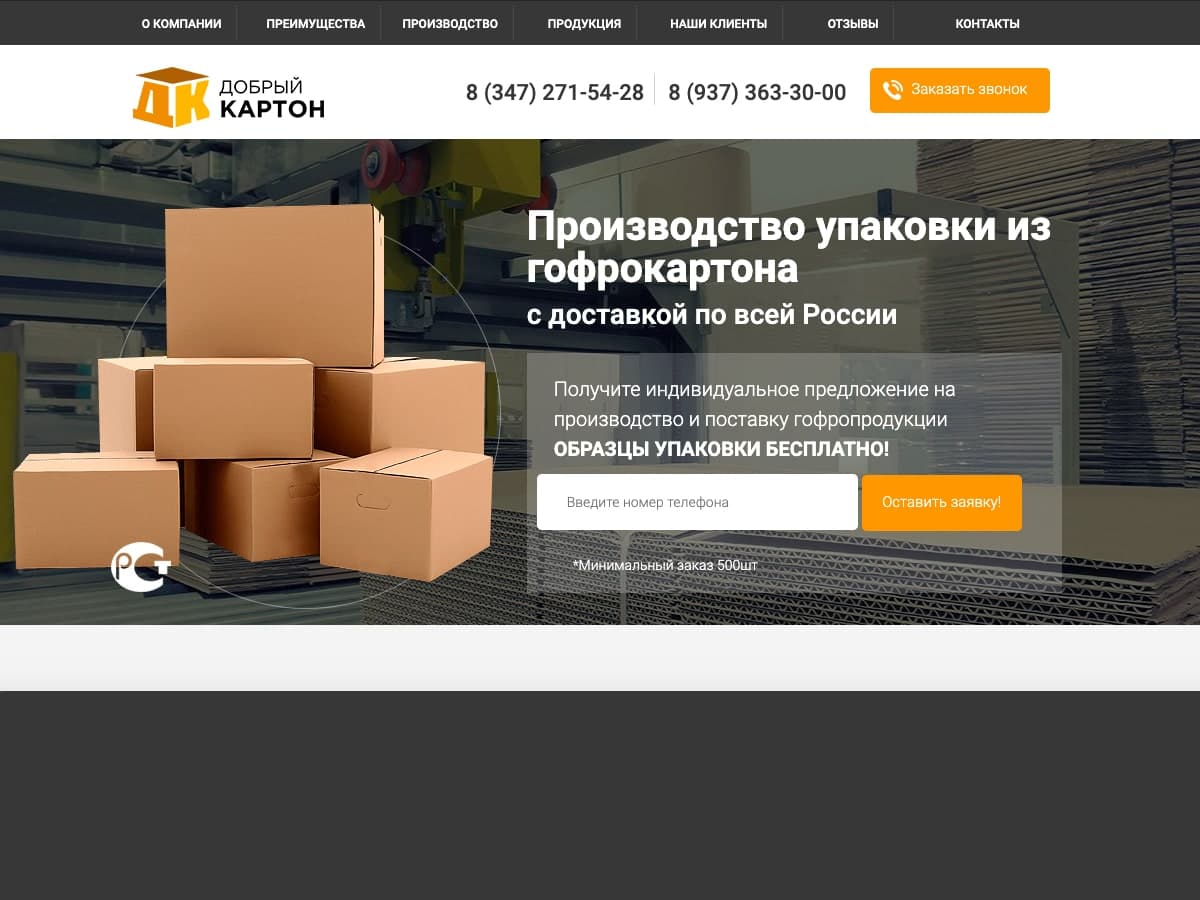 О КОМПАНИИ
ПРЕИМУЩЕСТВА
ПРОИЗВОДСТВО
ПРОДУКЦИЯ
НАШИ КЛИЕНТЫ
ОТЗЫВЫ
КОНТАКТЫ
ДК
ДОБРЫЙ
КАРТОН
8 (347) 271-54-28
8 (937) 363-30-00
Заказать звонок
Производство упаковки из
гофрокартона
с доставкой по всей России
Получите индивидуальное предложение на
производство и поставку гофропродукции
ОБРАЗЦЫ УПАКОВКИ БЕСПЛАТНО!
Введите номер телефона
Оставить заявку!
*Минимальный заказ 500шт
РСТ